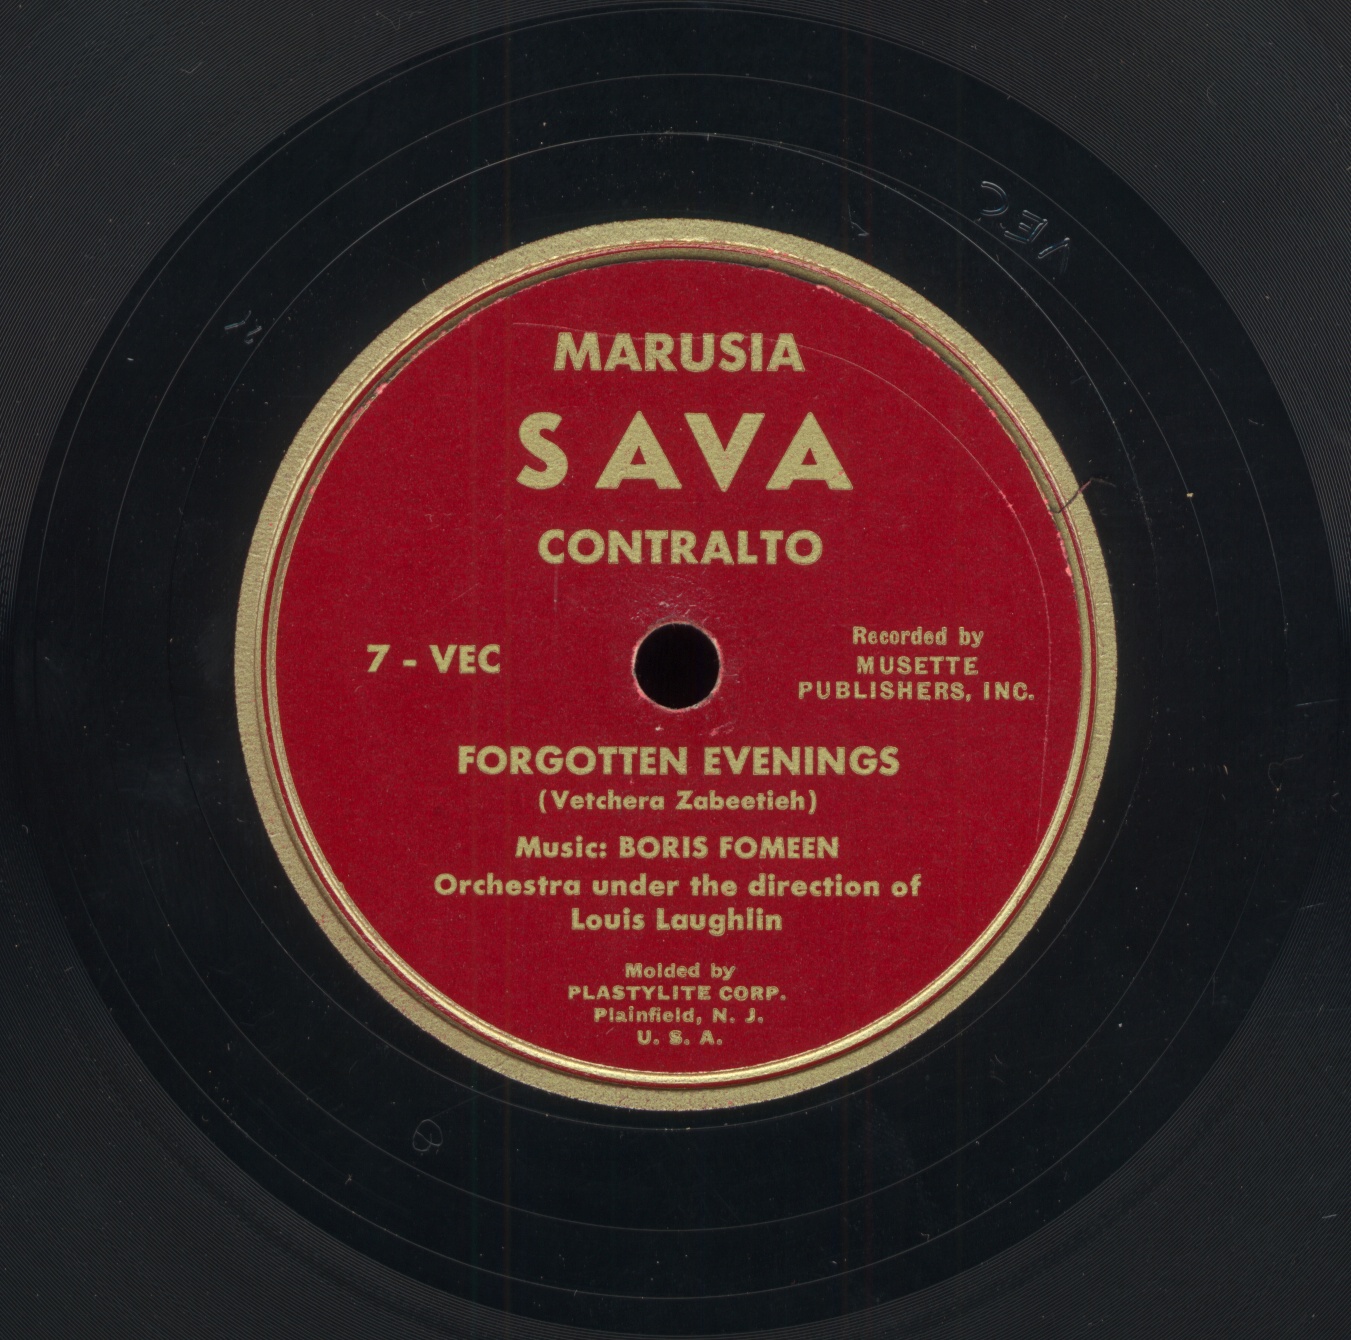 MARUSIA
SAVA
CONTRALTO
7 - VEC
Recorded by
MUSETTE
PUBLISHERS, INC.
FORGOTTEN EVENINGS
(Vetchera Zabeetieh)
Music: BORIS FOMEEN
Orchestra under the direction of
Louis Laughlin
Molded by
PLASTYLITE CORP.
Plainfield, N. J.
U. S. A.
VEC